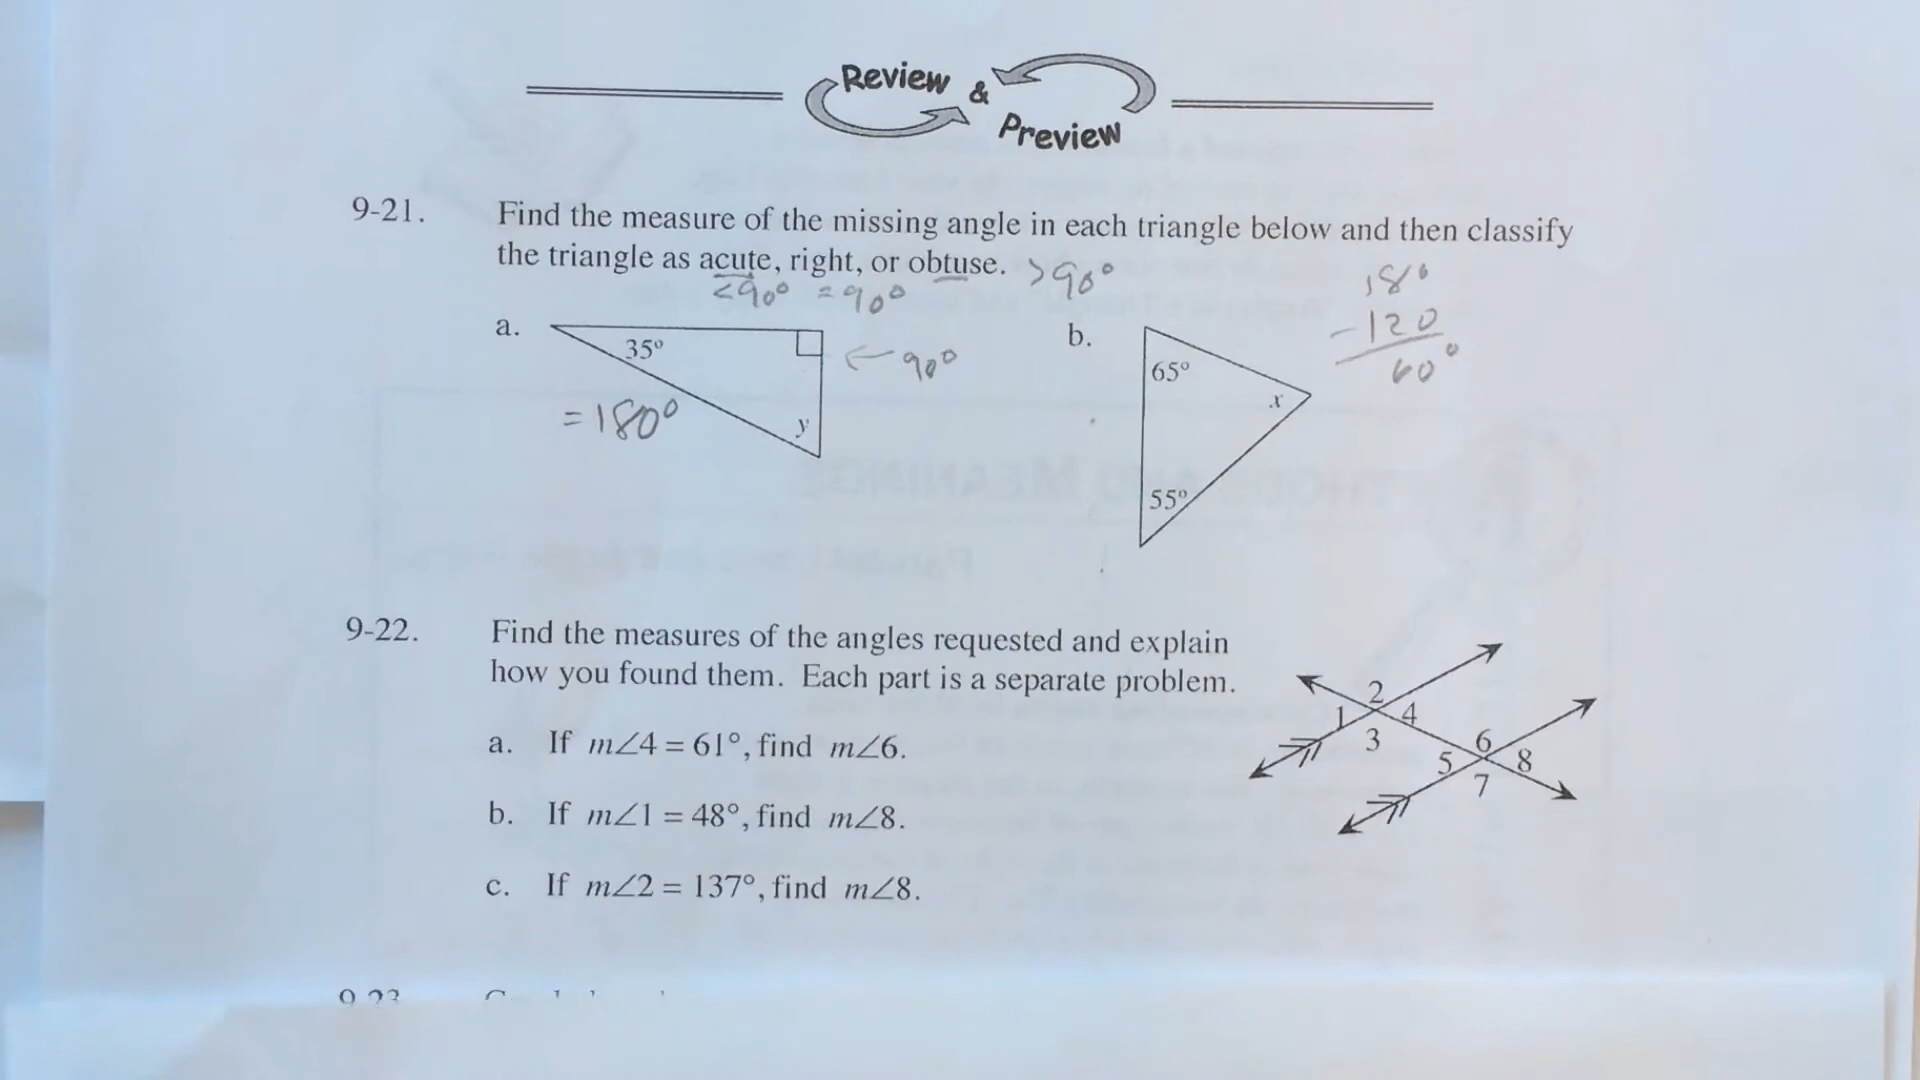 Review &
Preview
9-21. Find the measure of the missing angle in each triangle below and then classify
the triangle as acute, right, or obtuse. >90°
<90° =90°
180
-120
60°
a. 35° ←90° y
=180°
b. 65° x
55°
9-22. Find the measures of the angles requested and explain
how you found them. Each part is a separate problem.
a. If m∠4 = 61°, find m∠6.
b. If m∠1 = 48°, find m∠8.
c. If m∠2 = 137°, find m∠8.
2
1 4
3
6
5 8
7